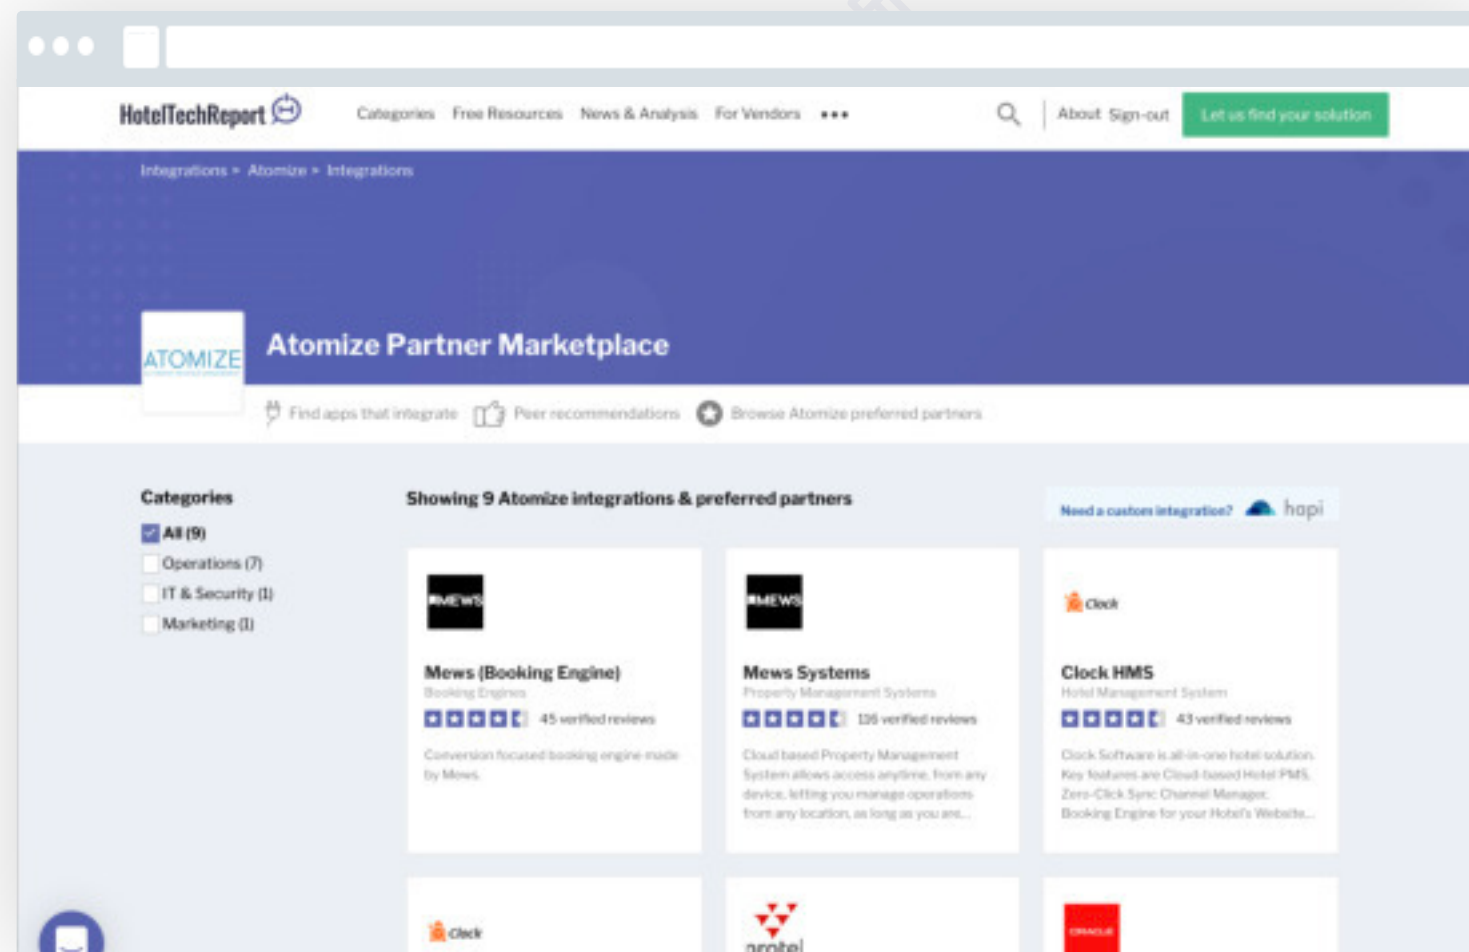 HotelTechReport
Categories Free Resources News & Analysis For Vendors •••
About Sign-out Let us find your solution
Integrations > Atomize > Integrations
ATOMIZE
Atomize Partner Marketplace
Find apps that integrate Peer recommendations Browse Atomize preferred partners
Categories
All (9)
Operations (7)
IT & Security (1)
Marketing (1)
Showing 9 Atomize integrations & preferred partners
Need a custom integration? hapi
MEWS
Mews (Booking Engine)
Booking Engines
45 verified reviews
Conversion focused booking engine made
by Mews.
MEWS
Mews Systems
Property Management Systems
116 verified reviews
Cloud based Property Management
System allows access anytime, from any
device, letting you manage operations
from any location, as long as you are...
Clock
Clock HMS
Hotel Management System
43 verified reviews
Clock Software is all-in-one hotel solution.
Key features are Cloud-based Hotel PMS,
Zero-Click Sync Channel Manager,
Booking Engine for your Hotel's Website...
Clock
protel
ORACLE